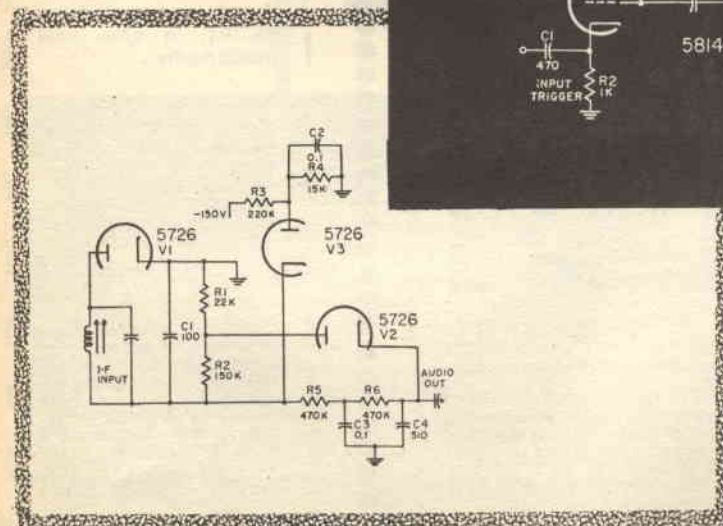 C1
470
INPUT
TRIGGER
R2
1K
5814
C2
0.1
R4
15K
R3
220K
-150V
5726
V1
5726
V3
R1
22K
C1
100
R2
150K
I-F
INPUT
5726
V2
AUDIO
OUT
R5
470K
R6
470K
C3
0.1
C4
510